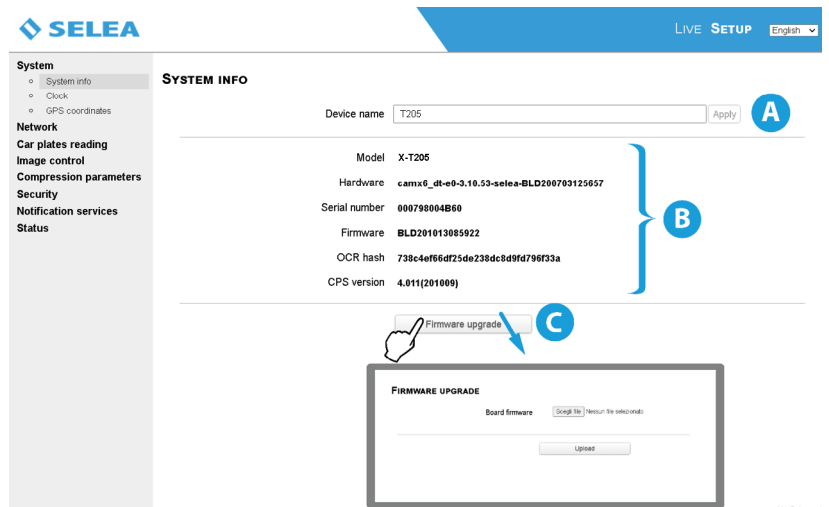 SELEA
LIVE SETUP English
System
System info
Clock
GPS coordinates
Network
Car plates reading
Image control
Compression parameters
Security
Notification services
Status
SYSTEM INFO
Device name T205 Apply A
Model X-T205
Hardware camx6_dt-e0-3.10.53-selea-BLD200703125657
Serial number 000798004B60
Firmware BLD201013085922
OCR hash 738c4ef66df25de238dc8d9fd796f33a
CPS version 4.011(201009)
B
Firmware upgrade C
FIRMWARE UPGRADE
Board firmware Scegli file Nessun file selezionato
Upload